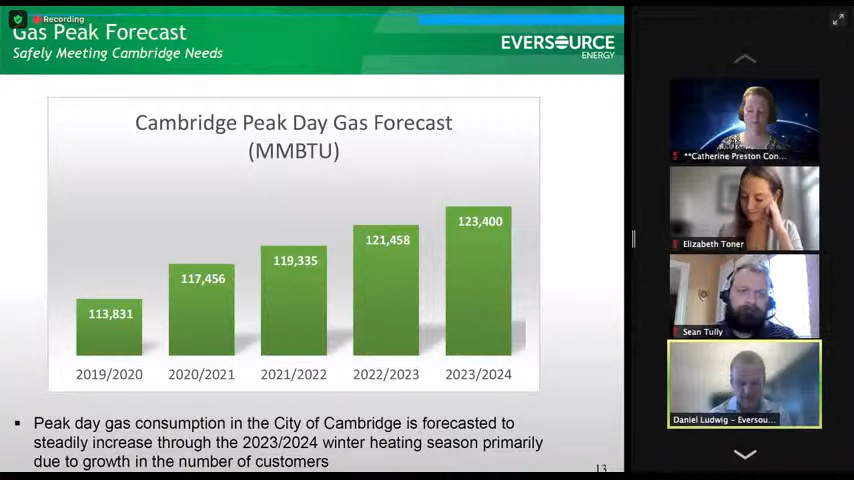 Recording
Gas Peak Forecast
Safely Meeting Cambridge Needs
EVERSOURCE
ENERGY
Cambridge Peak Day Gas Forecast
(MMBTU)
113,831
117,456
119,335
121,458
123,400
2019/2020
2020/2021
2021/2022
2022/2023
2023/2024
▪ Peak day gas consumption in the City of Cambridge is forecasted to
steadily increase through the 2023/2024 winter heating season primarily
due to growth in the number of customers
13
**Catherine Preston Con...
Elizabeth Toner
Sean Tully
Daniel Ludwig - Eversou...